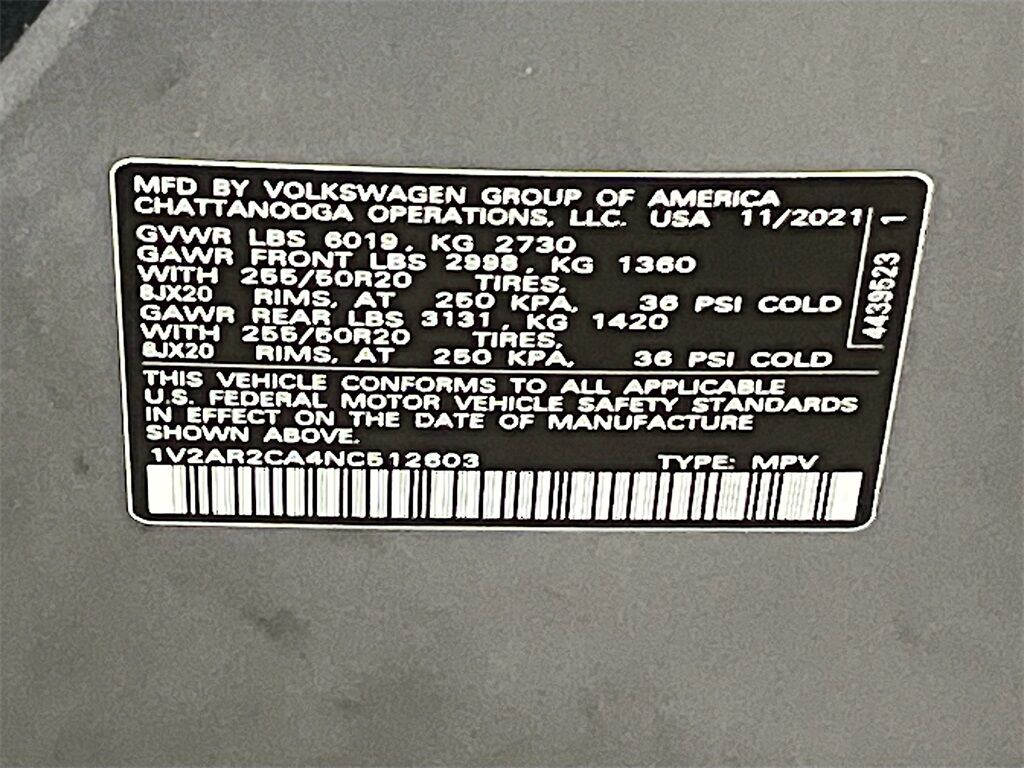 MFD BY VOLKSWAGEN GROUP OF AMERICA
CHATTANOOGA OPERATIONS, LLC. USA 11/2021
GVWR LBS 6019, KG 2730
GAWR FRONT LBS 2998, KG 1360
WITH 255/50R20 TIRES,
8JX20 RIMS, AT 250 KPA, 36 PSI COLD
GAWR REAR LBS 3131, KG 1420
WITH 255/50R20 TIRES,
8JX20 RIMS, AT 250 KPA, 36 PSI COLD
4439523 1
THIS VEHICLE CONFORMS TO ALL APPLICABLE
U.S. FEDERAL MOTOR VEHICLE SAFETY STANDARDS
IN EFFECT ON THE DATE OF MANUFACTURE
SHOWN ABOVE.
1V2AR2CA4NC512603 TYPE: MPV